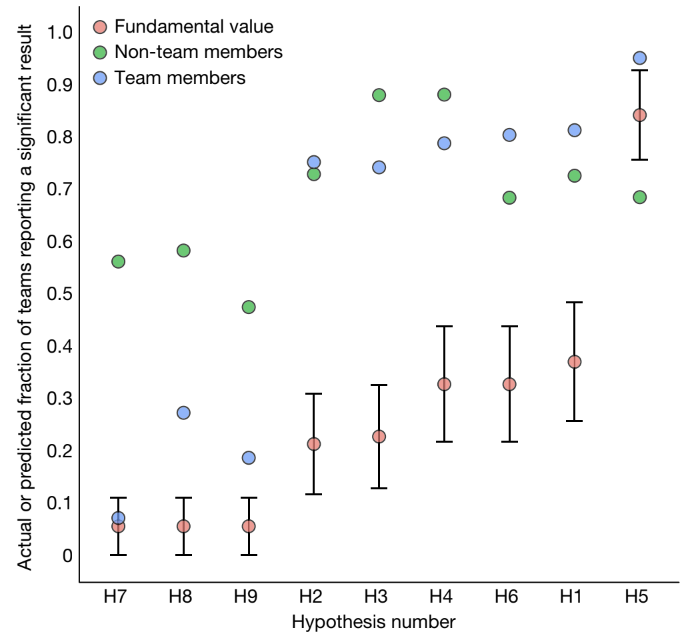 Fundamental value
Non-team members
Team members
Actual or predicted fraction of teams reporting a significant result
1.0
0.9
0.8
0.7
0.6
0.5
0.4
0.3
0.2
0.1
0
H7 H8 H9 H2 H3 H4 H6 H1 H5
Hypothesis number